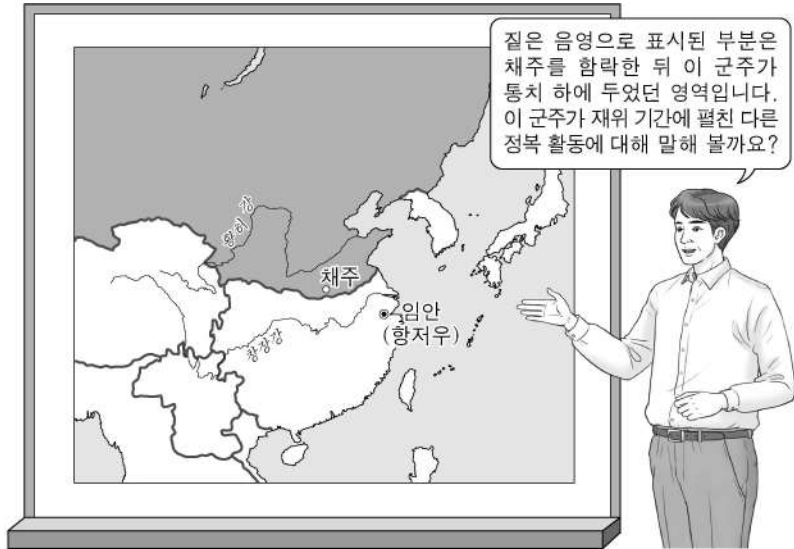 짙은 음영으로 표시된 부분은
채주를 함락한 뒤 이 군주가
통치 하에 두었던 영역입니다.
이 군주가 재위 기간에 펼친 다른
정복 활동에 대해 말해 볼까요?
황허 강
채주
임안
(항저우)
창장강